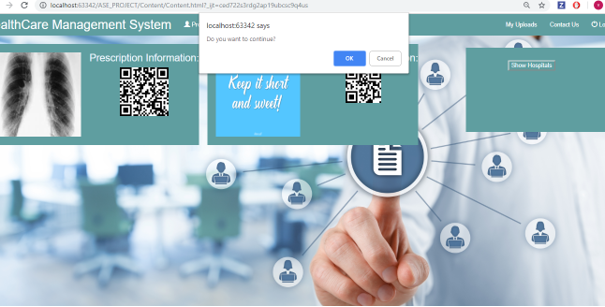 localhost:63342/ASE_PROJECT/Content/Content.html?_ijt=ced722s3rdg2ap19ubcsc9q4us
althCare Management System
Pr
My Uploads
Contact Us
Lo
localhost:63342 says
Do you want to continue?
OK
Cancel
Prescription Information:
on:
Keep it short
and sweet!
Show Hospitals